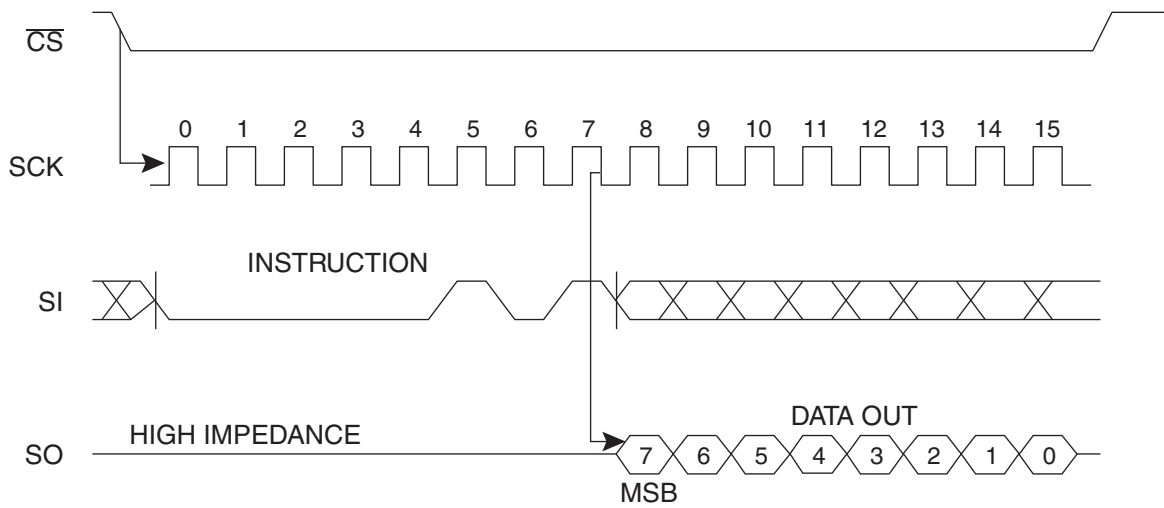 C̅S̅
0 1 2 3 4 5 6 7 8 9 10 11 12 13 14 15
SCK
INSTRUCTION
SI
DATA OUT
HIGH IMPEDANCE
SO
7 6 5 4 3 2 1 0
MSB